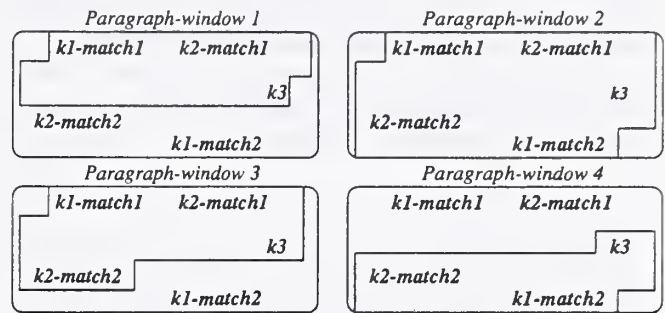 Paragraph-window 1
k1-match1 k2-match1
k3
k2-match2
k1-match2
Paragraph-window 2
k1-match1 k2-match1
k3
k2-match2
k1-match2
Paragraph-window 3
k1-match1 k2-match1
k3
k2-match2
k1-match2
Paragraph-window 4
k1-match1 k2-match1
k3
k2-match2
k1-match2